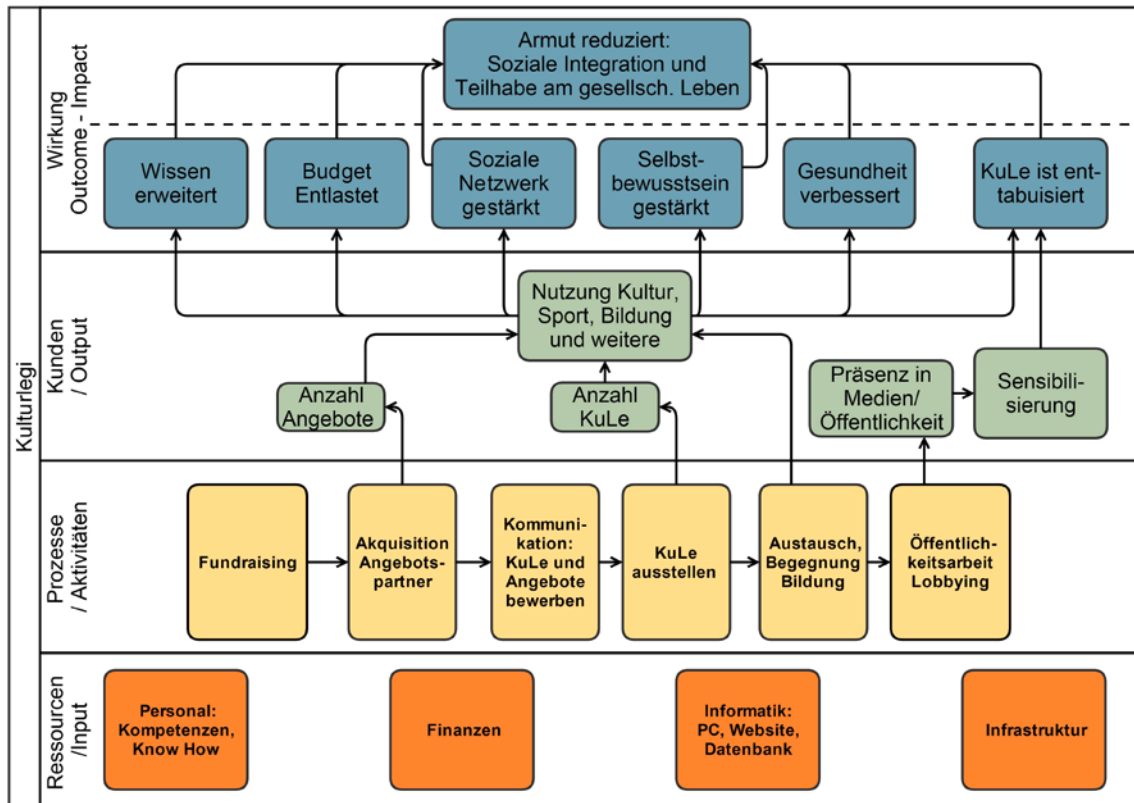 Kulturlegi
Wirkung
Outcome - Impact
Armut reduziert:
Soziale Integration und
Teilhabe am gesellsch. Leben
Wissen
erweitert
Budget
Entlastet
Soziale
Netzwerk
gestärkt
Selbst-
bewusstsein
gestärkt
Gesundheit
verbessert
KuLe ist ent-
tabuisiert
Kunden
/ Output
Nutzung Kultur,
Sport, Bildung
und weitere
Anzahl
Angebote
Anzahl
KuLe
Präsenz in
Medien/
Öffentlichkeit
Sensibili-
sierung
Prozesse
/ Aktivitäten
Fundraising
Akquisition
Angebots-
partner
Kommuni-
kation:
KuLe und
Angebote
bewerben
KuLe
ausstellen
Austausch,
Begegnung
Bildung
Öffentlich-
keitsarbeit
Lobbying
Ressourcen
/Input
Personal:
Kompetenzen,
Know How
Finanzen
Informatik:
PC, Website,
Datenbank
Infrastruktur